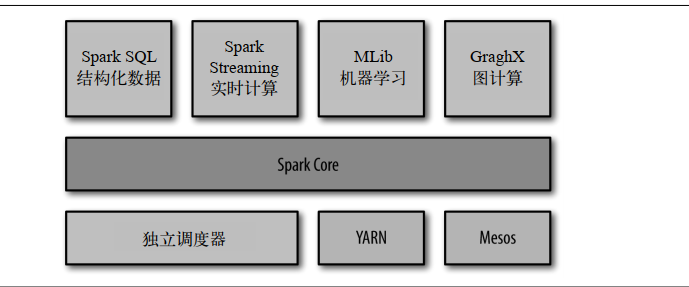 Spark SQL
结构化数据
Spark
Streaming
实时计算
MLib
机器学习
GraghX
图计算
Spark Core
独立调度器
YARN
Mesos